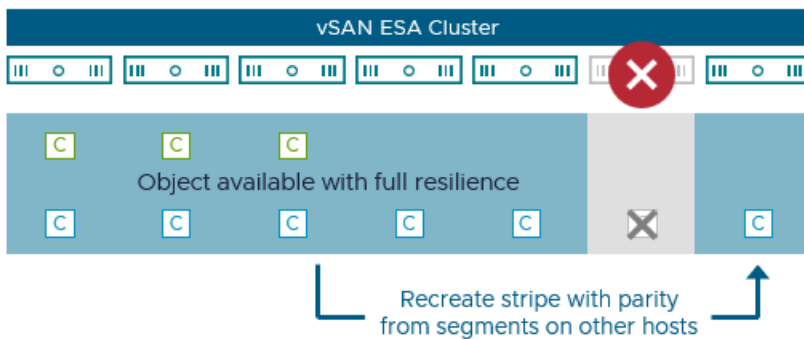 vSAN ESA Cluster
C C C
Object available with full resilience
C C C C C C
Recreate stripe with parity
from segments on other hosts